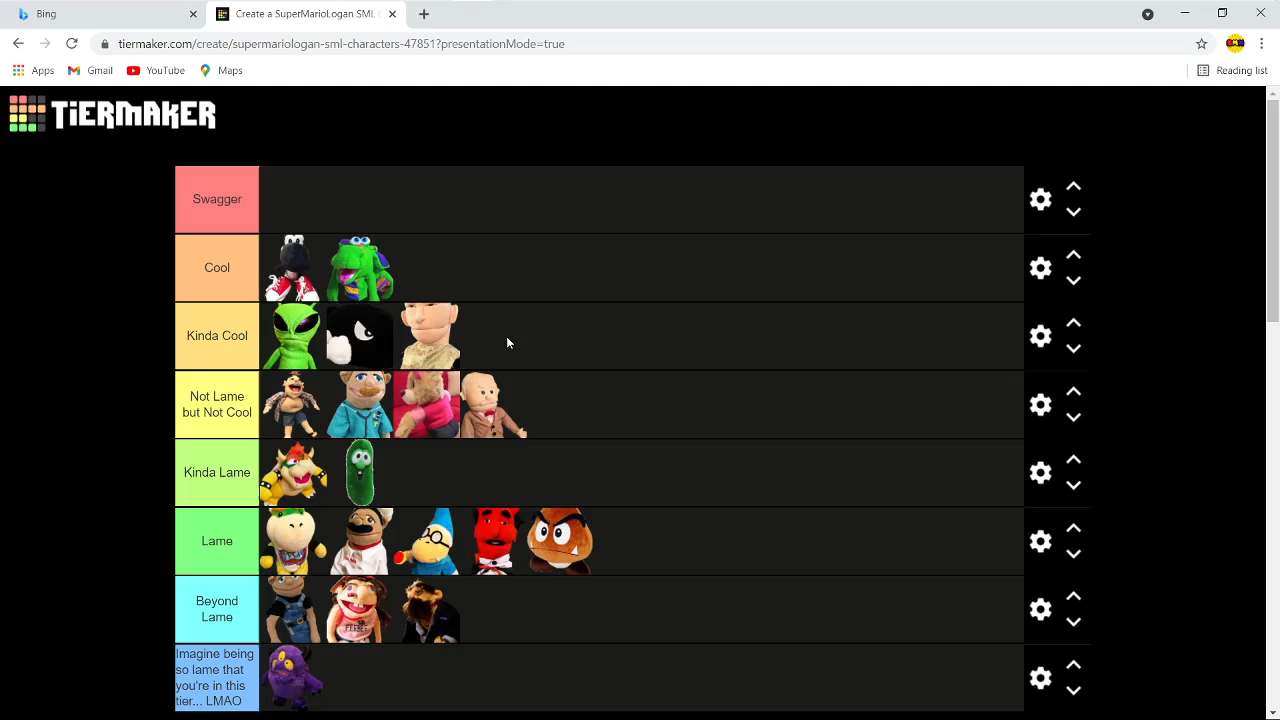 Bing
Create a SuperMarioLogan SML C
tiermaker.com/create/supermariologan-sml-characters-47851?presentationMode=true
Apps
Gmail
YouTube
Maps
Reading list
TiERMAKER
Swagger
Cool
Kinda Cool
Not Lame
but Not Cool
Kinda Lame
Lame
Beyond
Lame
Imagine being
so lame that
you're in this
tier... LMAO